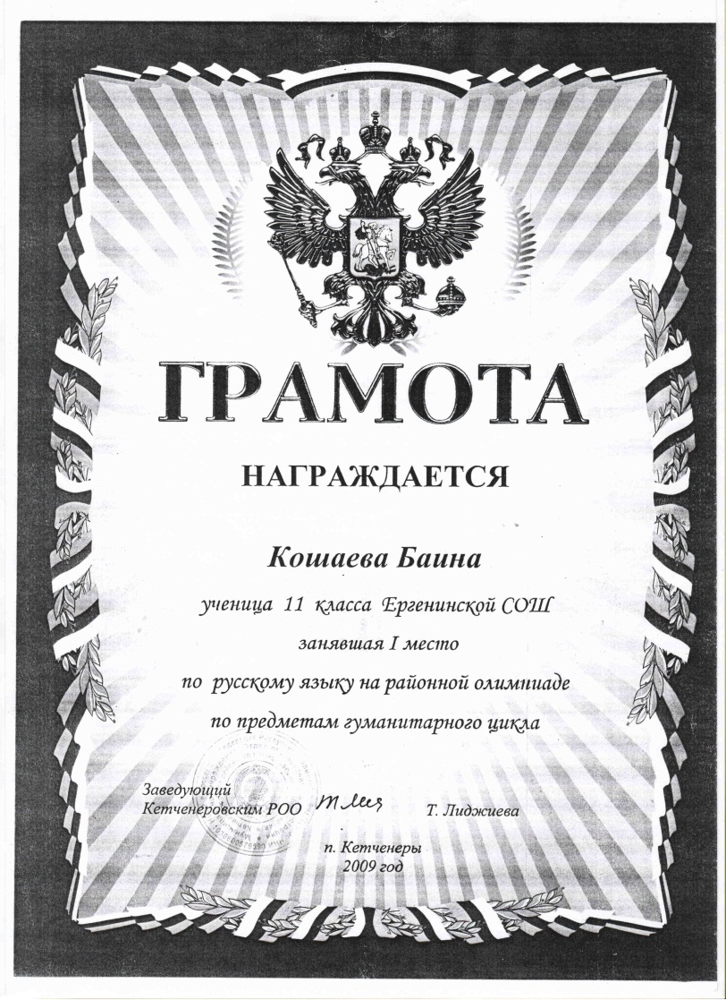 ГРАМОТА
НАГРАЖДАЕТСЯ
Кошаева Баина
ученица 11 класса Ергенинской СОШ
занявшая I место
по русскому языку на районной олимпиаде
по предметам гуманитарного цикла
Заведующий
Кетченеровским РОО
Т. Лиджиева
п. Кетченеры
2009 год